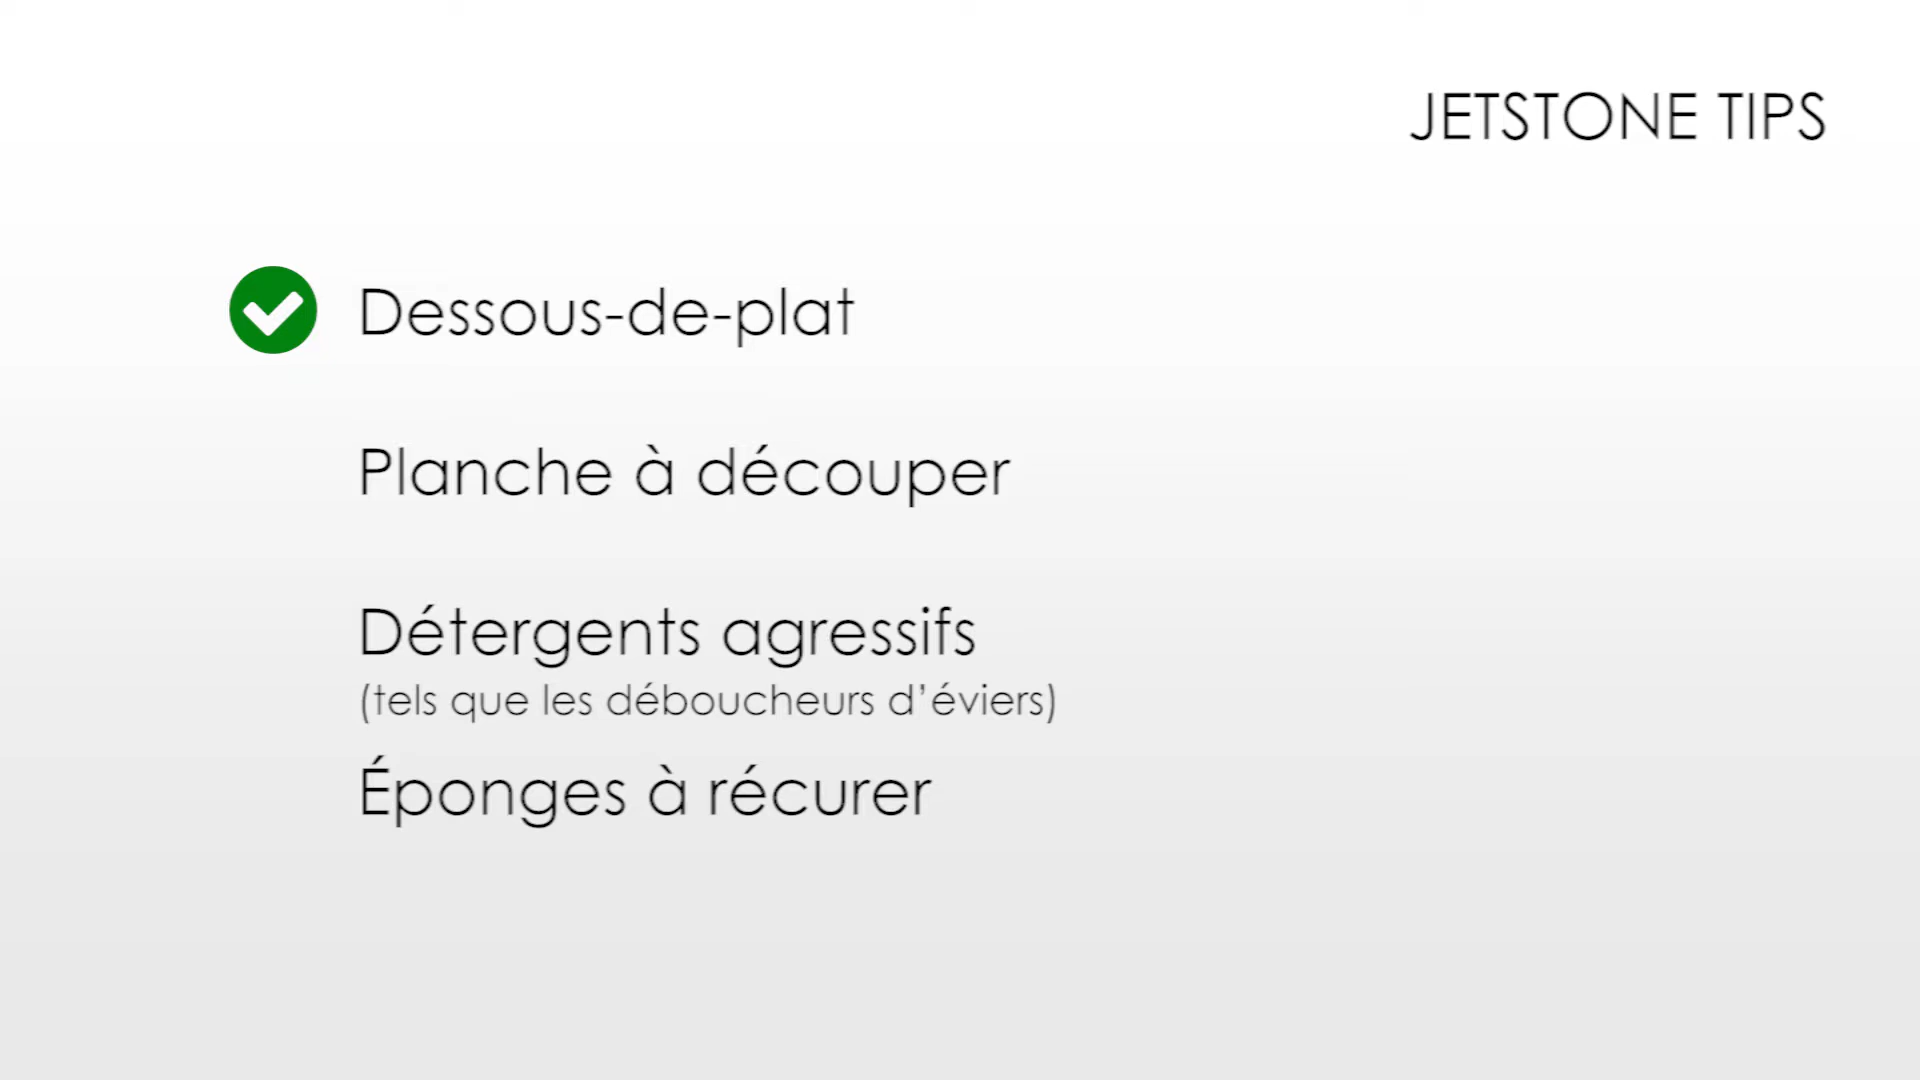 JETSTONE TIPS
Dessous-de-plat
Planche à découper
Détergents agressifs
(tels que les déboucheurs d’éviers)
Éponges à récurer